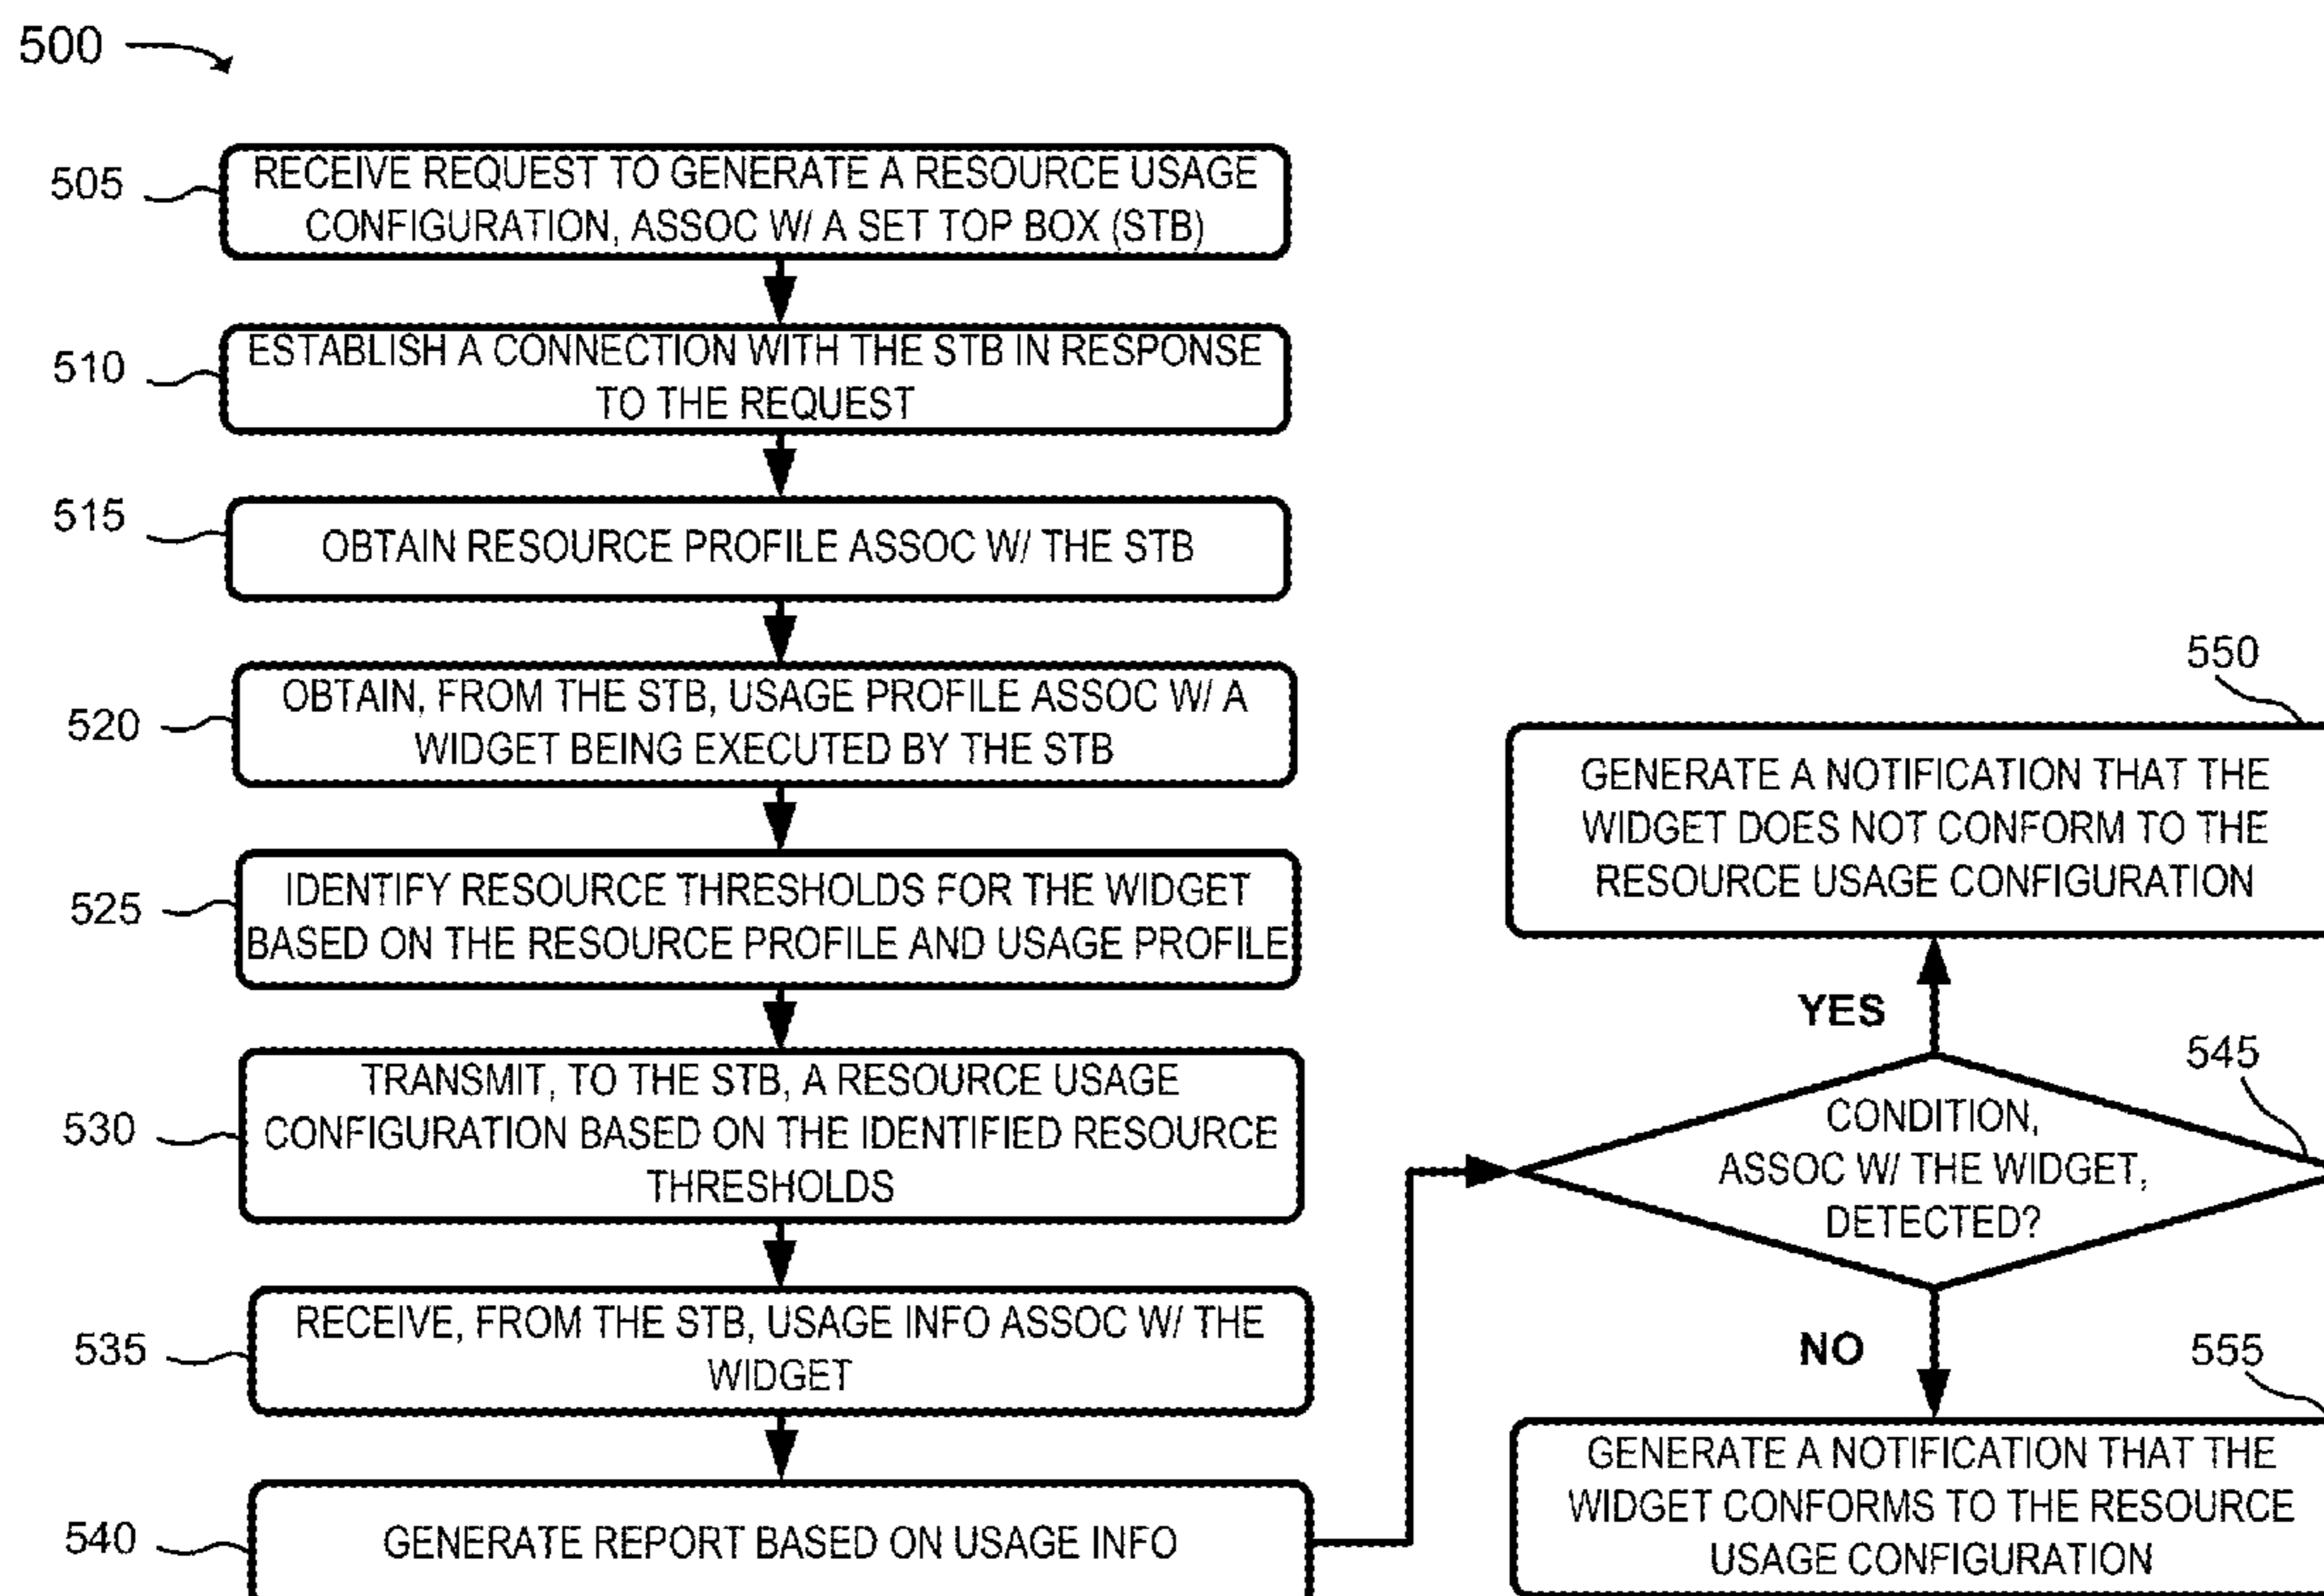 500
505
RECEIVE REQUEST TO GENERATE A RESOURCE USAGE
CONFIGURATION, ASSOC W/ A SET TOP BOX (STB)
510
ESTABLISH A CONNECTION WITH THE STB IN RESPONSE
TO THE REQUEST
515
OBTAIN RESOURCE PROFILE ASSOC W/ THE STB
520
OBTAIN, FROM THE STB, USAGE PROFILE ASSOC W/ A
WIDGET BEING EXECUTED BY THE STB
525
IDENTIFY RESOURCE THRESHOLDS FOR THE WIDGET
BASED ON THE RESOURCE PROFILE AND USAGE PROFILE
530
TRANSMIT, TO THE STB, A RESOURCE USAGE
CONFIGURATION BASED ON THE IDENTIFIED RESOURCE
THRESHOLDS
535
RECEIVE, FROM THE STB, USAGE INFO ASSOC W/ THE
WIDGET
540
GENERATE REPORT BASED ON USAGE INFO
550
GENERATE A NOTIFICATION THAT THE
WIDGET DOES NOT CONFORM TO THE
RESOURCE USAGE CONFIGURATION
YES
545
CONDITION,
ASSOC W/ THE WIDGET,
DETECTED?
NO
555
GENERATE A NOTIFICATION THAT THE
WIDGET CONFORMS TO THE RESOURCE
USAGE CONFIGURATION